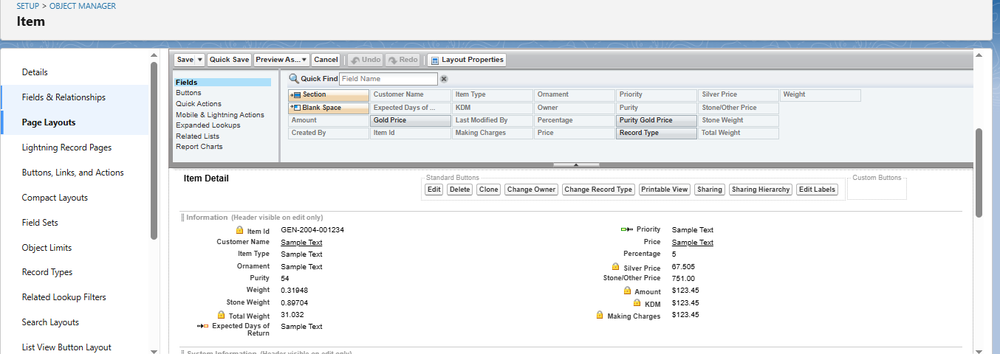 SETUP > OBJECT MANAGER
Item
Details
Fields & Relationships
Page Layouts
Lightning Record Pages
Buttons, Links, and Actions
Compact Layouts
Field Sets
Object Limits
Record Types
Related Lookup Filters
Search Layouts
List View Button Layout
Save Quick Save Preview As... Cancel Undo Redo Layout Properties
Fields
Buttons
Quick Actions
Mobile & Lightning Actions
Expanded Lookups
Related Lists
Report Charts
Quick Find Field Name
Section Customer Name Item Type Ornament Priority Silver Price Weight
Blank Space Expected Days of ... KDM Owner Purity Stone/Other Price
Amount Gold Price Last Modified By Percentage Purity Gold Price Stone Weight
Created By Item Id Making Charges Price Record Type Total Weight
Item Detail
Standard Buttons
Edit Delete Clone Change Owner Change Record Type Printable View Sharing Sharing Hierarchy Edit Labels
Custom Buttons
Information (Header visible on edit only)
Item Id GEN-2004-001234
Customer Name Sample Text
Item Type Sample Text
Ornament Sample Text
Purity 54
Weight 0.31948
Stone Weight 0.89704
Total Weight 31.032
Expected Days of
Return Sample Text
Priority Sample Text
Price Sample Text
Percentage 5
Silver Price 67.505
Stone/Other Price 751.00
Amount $123.45
KDM $123.45
Making Charges $123.45
System Information (Header visible on edit only)